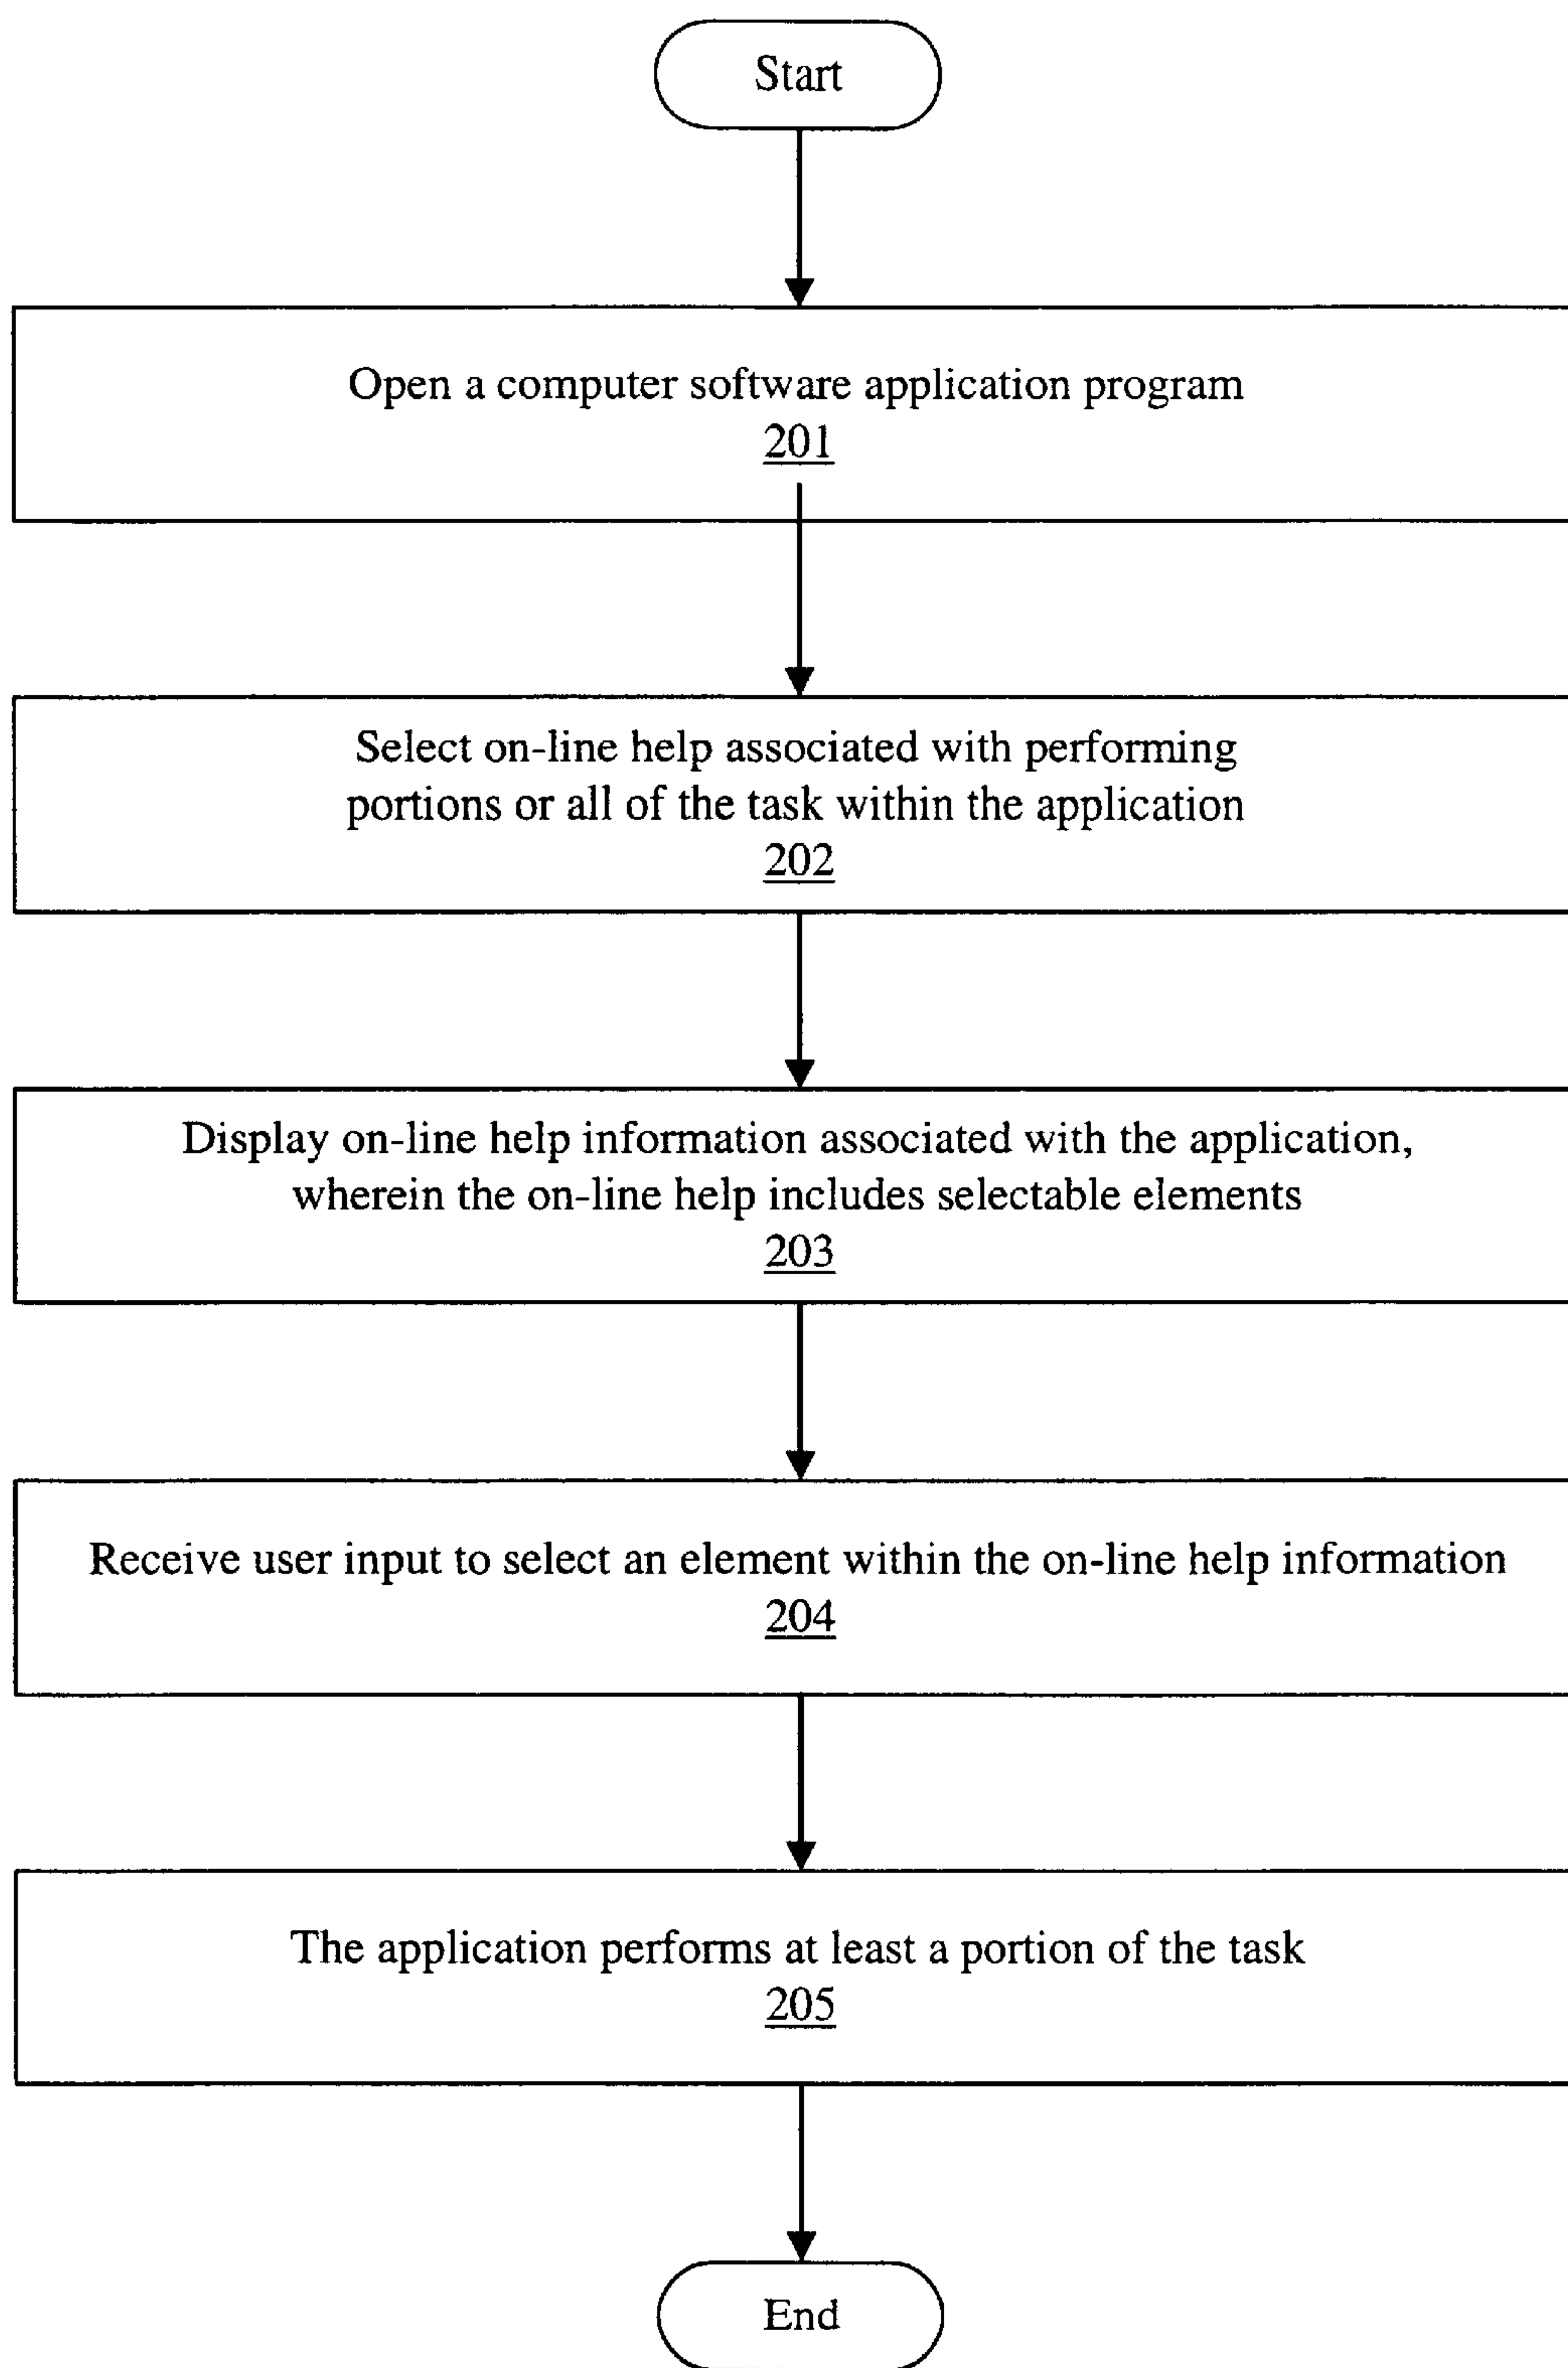 Start
Open a computer software application program
201
Select on-line help associated with performing
portions or all of the task within the application
202
Display on-line help information associated with the application,
wherein the on-line help includes selectable elements
203
Receive user input to select an element within the on-line help information
204
The application performs at least a portion of the task
205
End